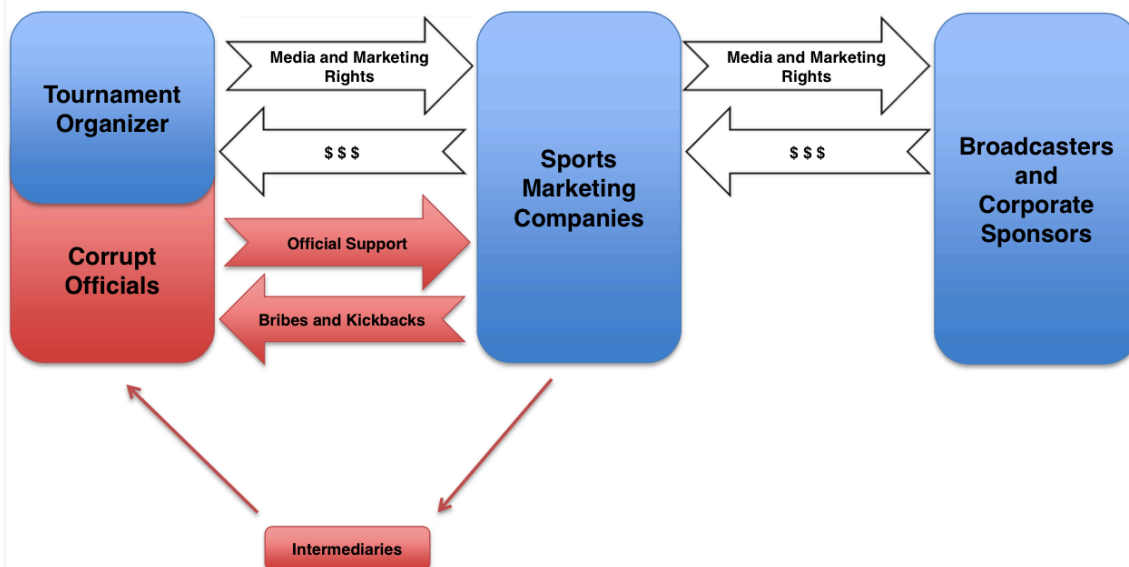 Tournament
Organizer
Media and Marketing
Rights
$ $ $
Corrupt
Officials
Official Support
Bribes and Kickbacks
Sports
Marketing
Companies
Media and Marketing
Rights
$ $ $
Broadcasters
and
Corporate
Sponsors
Intermediaries